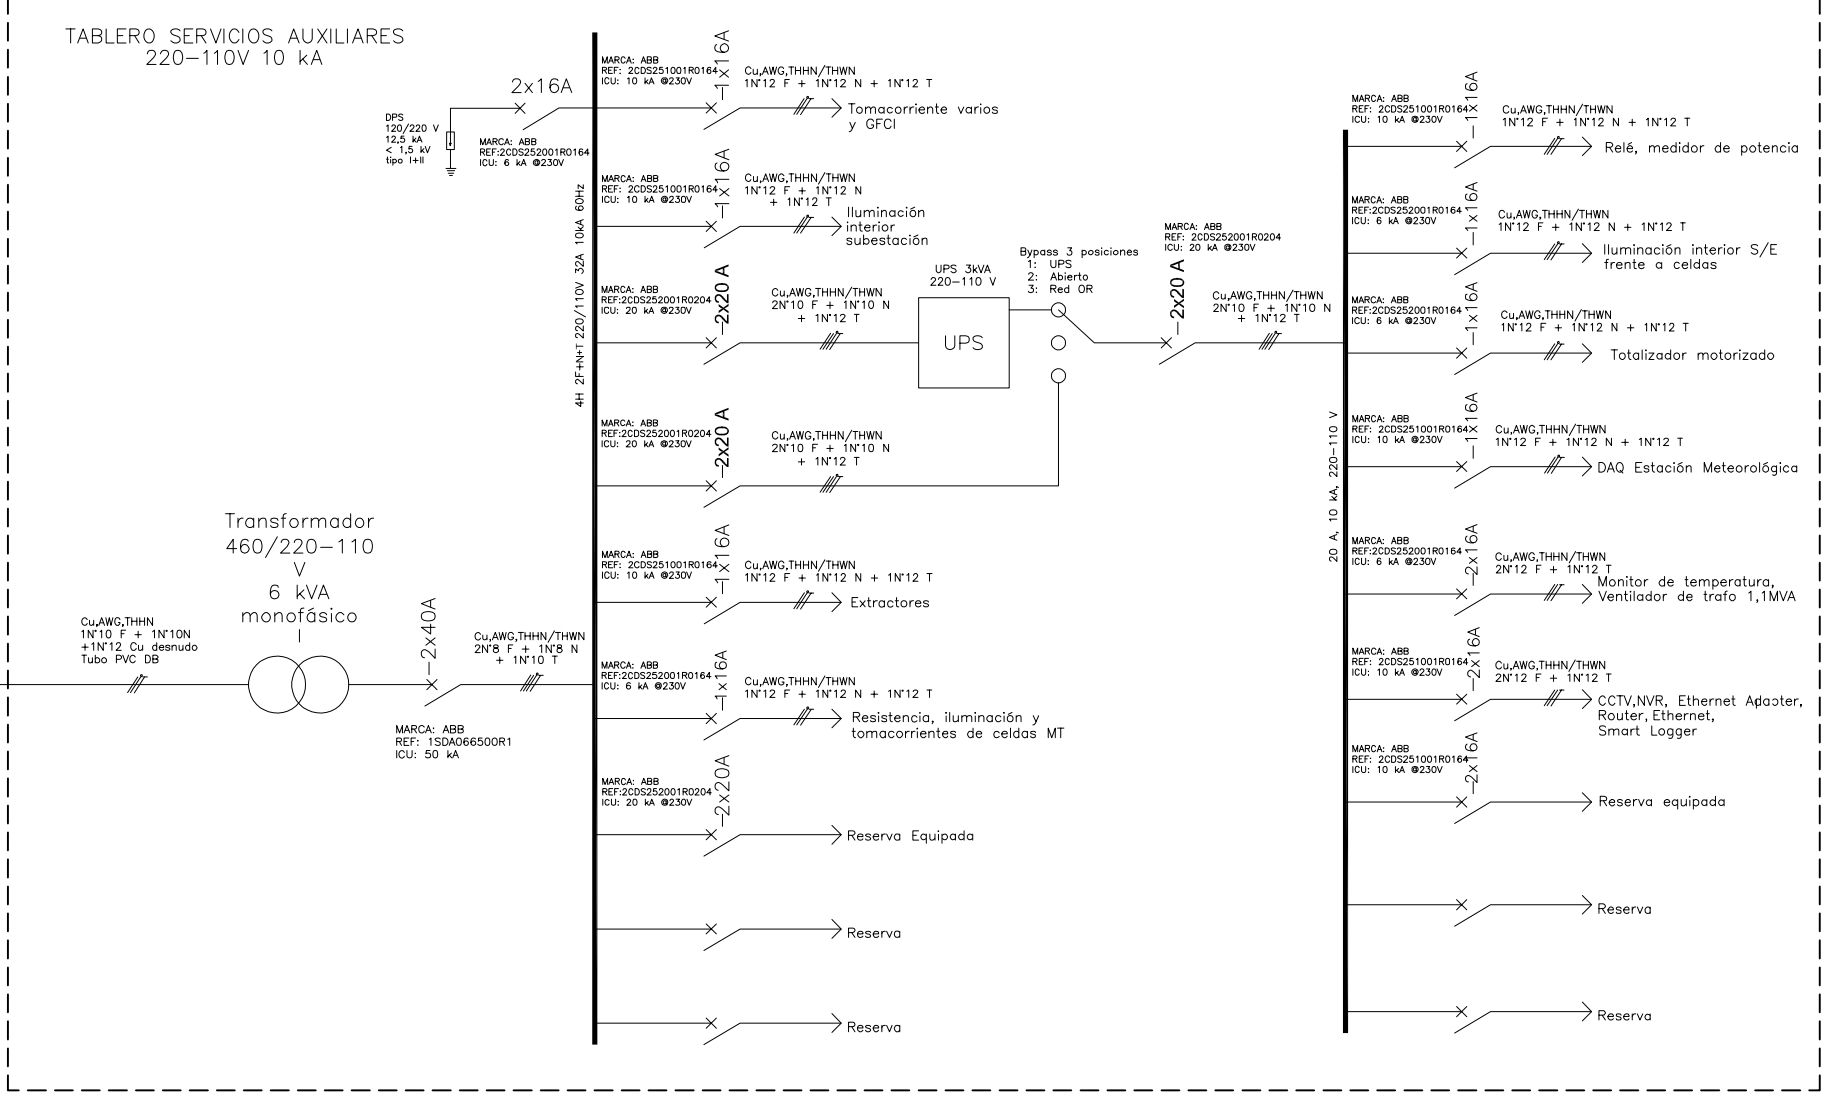 TABLERO SERVICIOS AUXILIARES
220-110V 10 kA
DPS
120/220 V
12,5 kA
< 1,5 kV
tipo I+II
2x16A
MARCA: ABB
REF:2CDS252001R0164
ICU: 6 kA @230V
4H 2F+N+T 220/110V 32A 10kA 60Hz
Transformador
460/220-110
V
6 kVA
monofásico
Cu,AWG,THHN
1N°10 F + 1N°10N
+1N°12 Cu desnudo
Tubo PVC DB
2x40A
MARCA: ABB
REF: 1SDA066500R1
ICU: 50 kA
Cu,AWG,THHN/THWN
2N°8 F + 1N°8 N
+ 1N°10 T
MARCA: ABB
REF: 2CDS251001R0164
ICU: 10 kA @230V
1x16A
Cu,AWG,THHN/THWN
1N°12 F + 1N°12 N + 1N°12 T
Tomacorriente varios
y GFCI
MARCA: ABB
REF: 2CDS251001R0164
ICU: 10 kA @230V
1x16A
Cu,AWG,THHN/THWN
1N°12 F + 1N°12 N
+ 1N°12 T
Iluminación
interior
subestación
MARCA: ABB
REF:2CDS252001R0204
ICU: 20 kA @230V
2x20 A
Cu,AWG,THHN/THWN
2N°10 F + 1N°10 N
+ 1N°12 T
UPS 3kVA
220-110 V
UPS
Bypass 3 posiciones
1: UPS
2: Abierto
3: Red OR
MARCA: ABB
REF: 2CDS252001R0204
ICU: 20 kA @230V
2x20 A
Cu,AWG,THHN/THWN
2N°10 F + 1N°10 N
+ 1N°12 T
MARCA: ABB
REF:2CDS252001R0204
ICU: 20 kA @230V
2x20 A
Cu,AWG,THHN/THWN
2N°10 F + 1N°10 N
+ 1N°12 T
MARCA: ABB
REF: 2CDS251001R0164
ICU: 10 kA @230V
1x16A
Cu,AWG,THHN/THWN
1N°12 F + 1N°12 N + 1N°12 T
Extractores
MARCA: ABB
REF:2CDS252001R0164
ICU: 6 kA @230V
1x16A
Cu,AWG,THHN/THWN
1N°12 F + 1N°12 N + 1N°12 T
Resistencia, iluminación y
tomacorrientes de celdas MT
MARCA: ABB
REF:2CDS252001R0204
ICU: 20 kA @230V
2x20A
Reserva Equipada
Reserva
Reserva
20 A, 10 kA, 220-110 V
MARCA: ABB
REF: 2CDS251001R0164
ICU: 10 kA @230V
1x16A
Cu,AWG,THHN/THWN
1N°12 F + 1N°12 N + 1N°12 T
Relé, medidor de potencia
MARCA: ABB
REF:2CDS252001R0164
ICU: 6 kA @230V
1x16A
Cu,AWG,THHN/THWN
1N°12 F + 1N°12 N + 1N°12 T
Iluminación interior S/E
frente a celdas
MARCA: ABB
REF:2CDS252001R0164
ICU: 6 kA @230V
1x16A
Cu,AWG,THHN/THWN
1N°12 F + 1N°12 N + 1N°12 T
Totalizador motorizado
MARCA: ABB
REF: 2CDS251001R0164
ICU: 10 kA @230V
1x16A
Cu,AWG,THHN/THWN
1N°12 F + 1N°12 N + 1N°12 T
DAQ Estación Meteorológica
MARCA: ABB
REF:2CDS252001R0164
ICU: 6 kA @230V
2x16A
Cu,AWG,THHN/THWN
2N°12 F + 1N°12 T
Monitor de temperatura,
Ventilador de trafo 1,1MVA
MARCA: ABB
REF: 2CDS251001R0164
ICU: 10 kA @230V
2x16A
Cu,AWG,THHN/THWN
2N°12 F + 1N°12 T
CCTV,NVR, Ethernet Adapter,
Router, Ethernet,
Smart Logger
MARCA: ABB
REF: 2CDS251001R0164
ICU: 10 kA @230V
2x16A
Reserva equipada
Reserva
Reserva